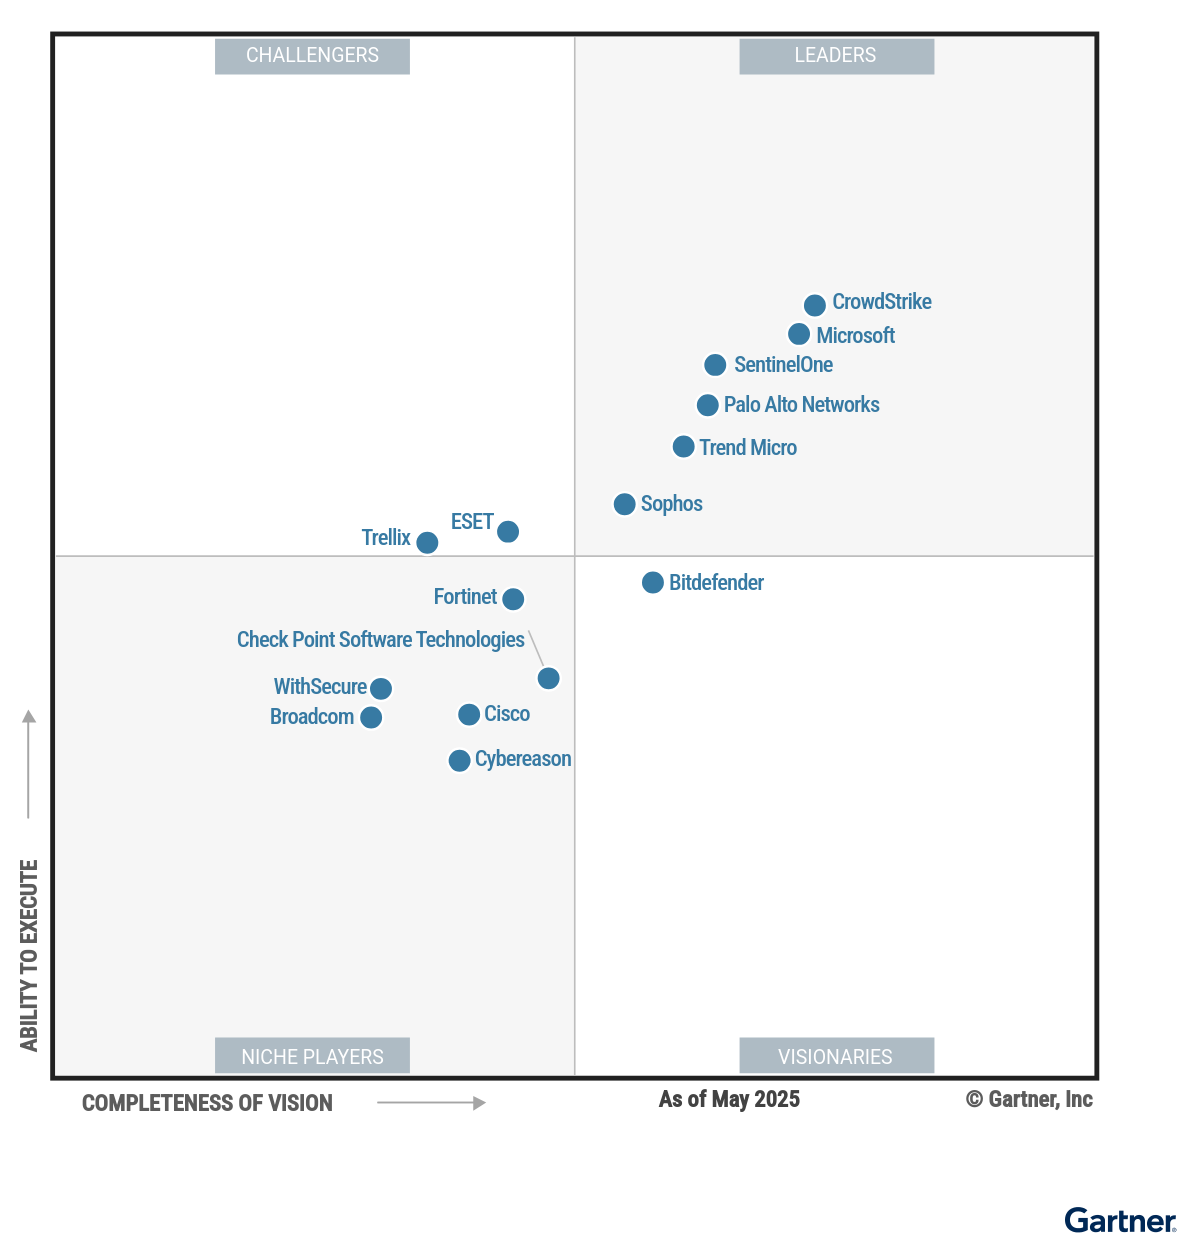 CHALLENGERS
LEADERS
CrowdStrike
Microsoft
SentinelOne
Palo Alto Networks
Trend Micro
Sophos
ESET
Trellix
Bitdefender
Fortinet
Check Point Software Technologies
WithSecure
Broadcom
Cisco
Cybereason
ABILITY TO EXECUTE
NICHE PLAYERS
VISIONARIES
COMPLETENESS OF VISION
As of May 2025
© Gartner, Inc
Gartner®